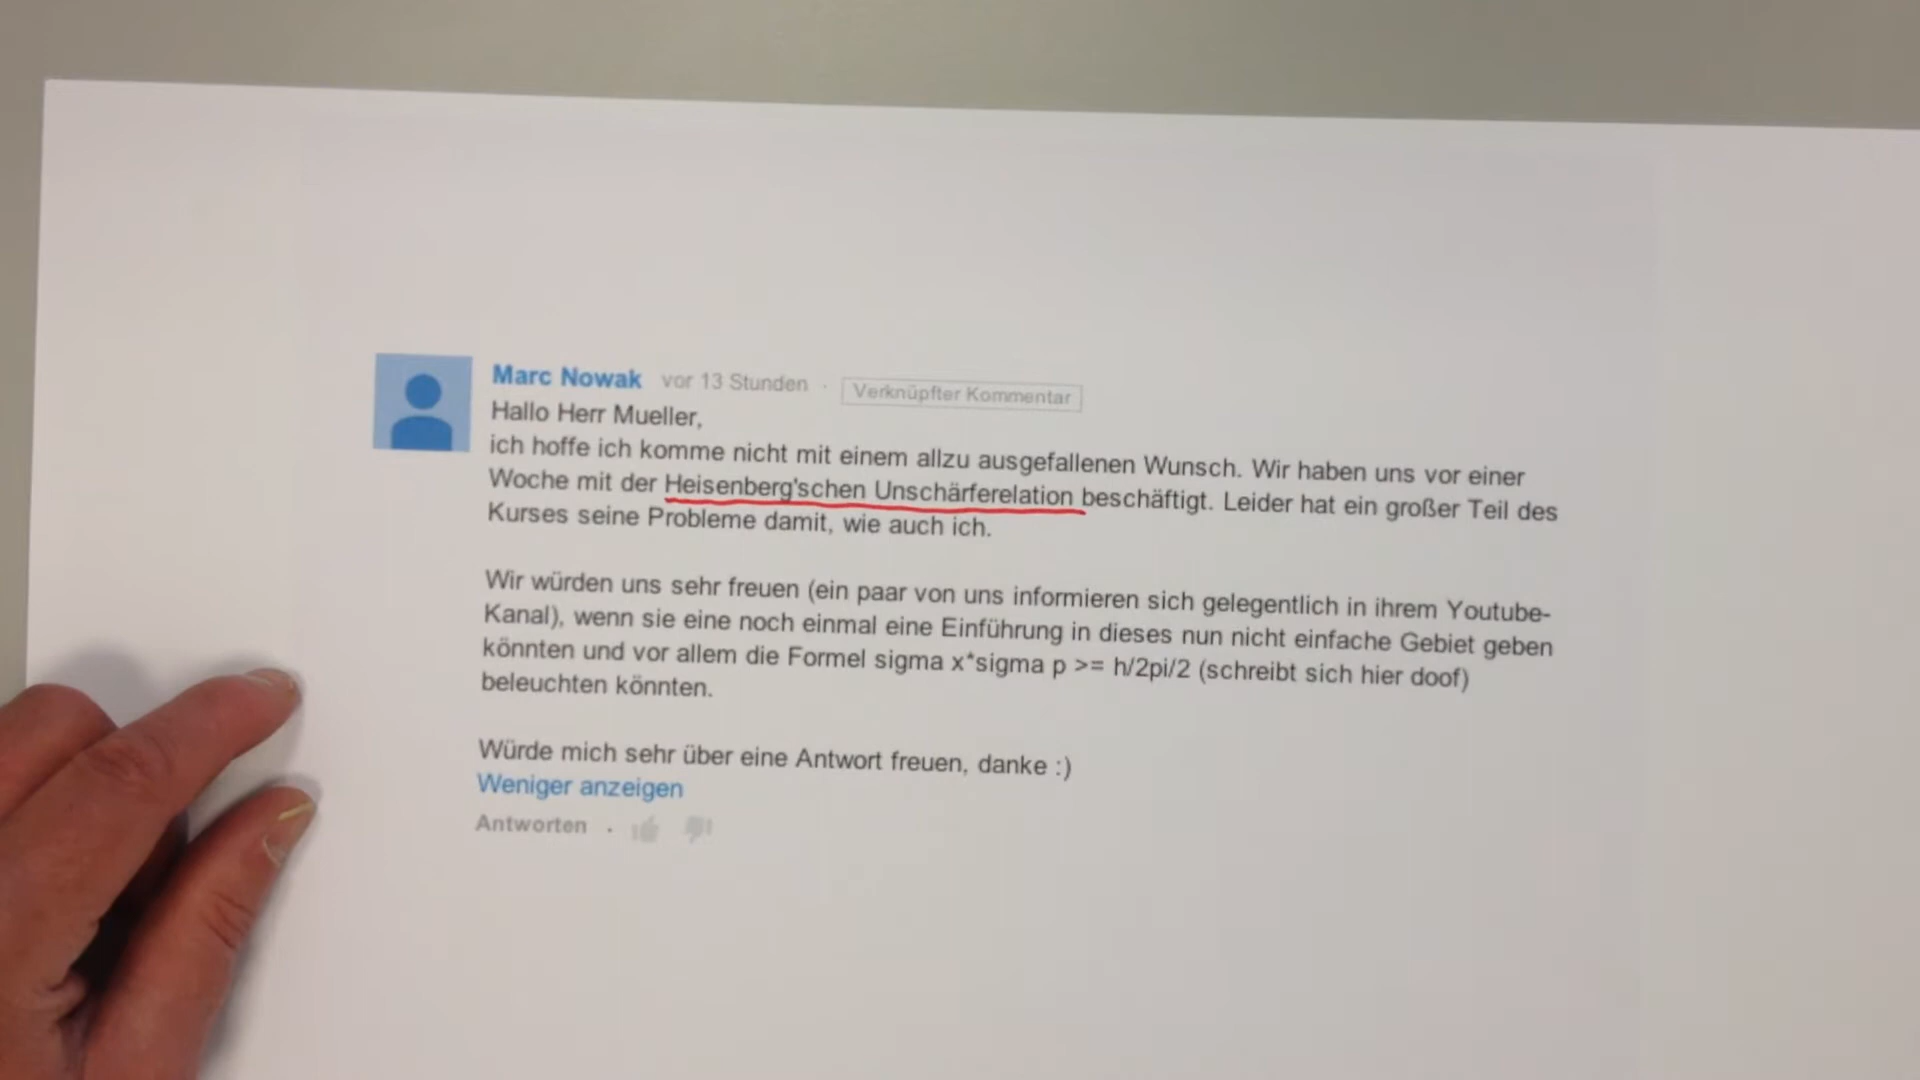 Marc Nowak vor 13 Stunden · Verknüpfter Kommentar
Hallo Herr Mueller,
ich hoffe ich komme nicht mit einem allzu ausgefallenen Wunsch. Wir haben uns vor einer
Woche mit der Heisenberg'schen Unschärferelation beschäftigt. Leider hat ein großer Teil des
Kurses seine Probleme damit, wie auch ich.
Wir würden uns sehr freuen (ein paar von uns informieren sich gelegentlich in ihrem Youtube-
Kanal), wenn sie eine noch einmal eine Einführung in dieses nun nicht einfache Gebiet geben
könnten und vor allem die Formel sigma x*sigma p >= h/2pi/2 (schreibt sich hier doof)
beleuchten könnten.
Würde mich sehr über eine Antwort freuen, danke :)
Weniger anzeigen
Antworten ·